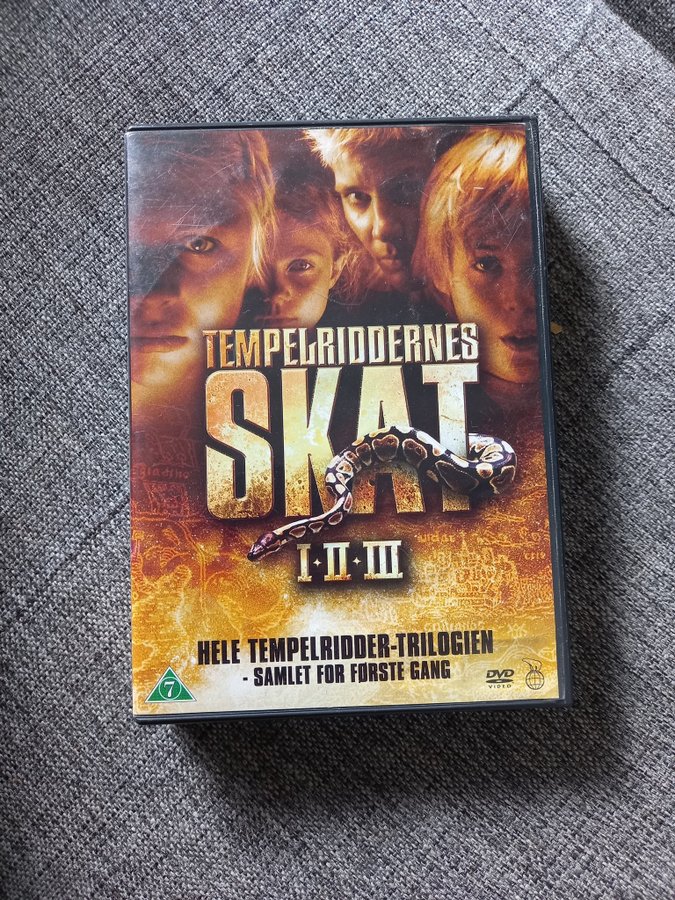 TEMPELRIDDERNES
SKAT
I·II·III
HELE TEMPELRIDDER-TRILOGIEN
- SAMLET FOR FØRSTE GANG
7
DVD
VIDEO